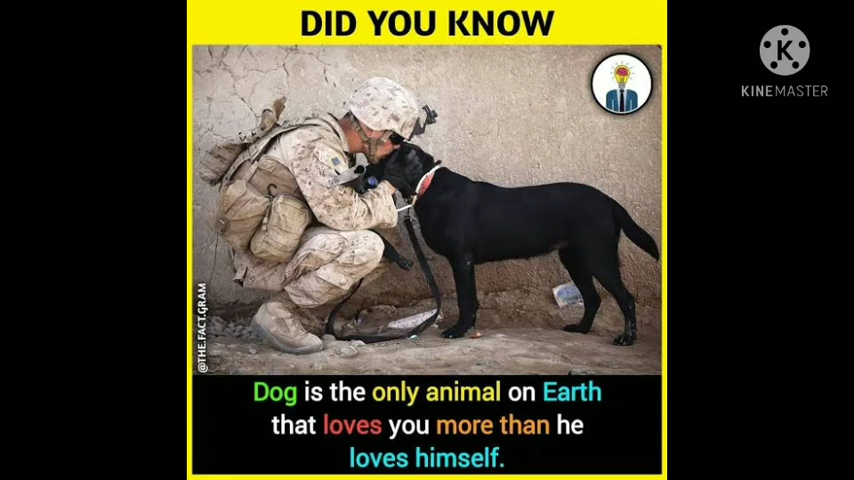 DID YOU KNOW
K
KINEMASTER
@THE.FACT.GRAM
Dog is the only animal on Earth
that loves you more than he
loves himself.